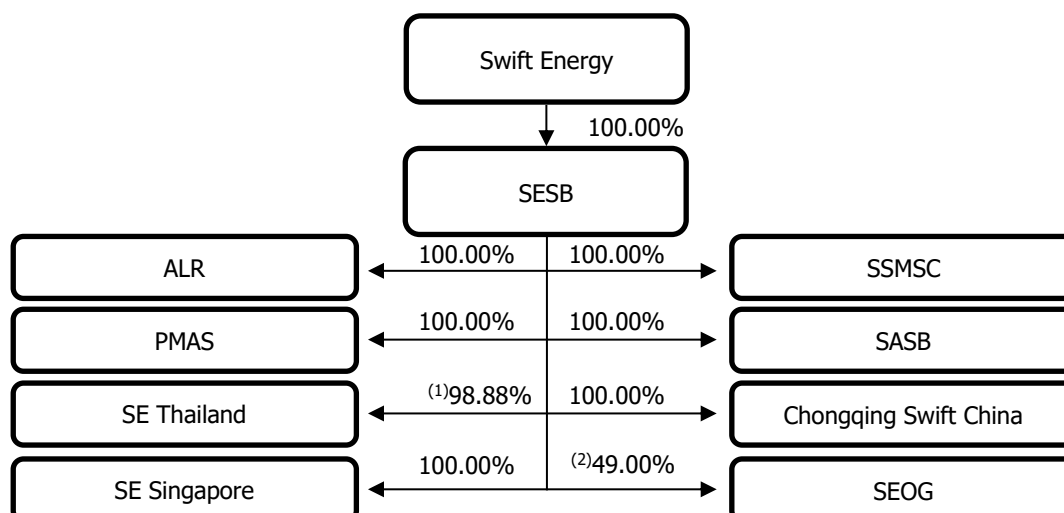 Swift Energy
100.00%
SESB
ALR 100.00% 100.00% SSMSC
PMAS 100.00% 100.00% SASB
SE Thailand (1)98.88% 100.00% Chongqing Swift China
SE Singapore 100.00% (2)49.00% SEOG